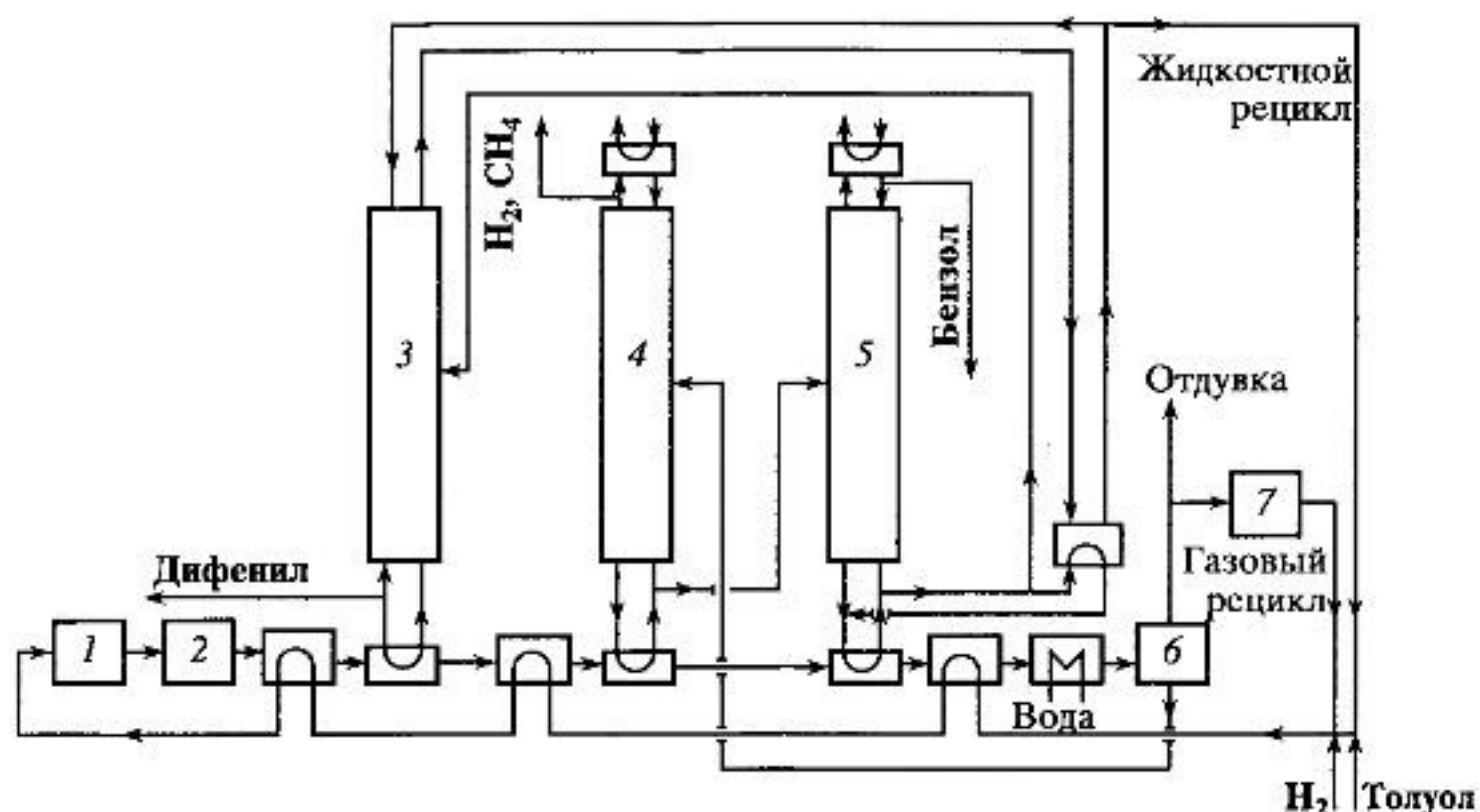 Жидкостной
рецикл
H₂, CH₄
Бензол
3
4
5
Отдувка
7
Газовый
рецикл
Дифенил
1
2
6
Вода
H₂
Толуол